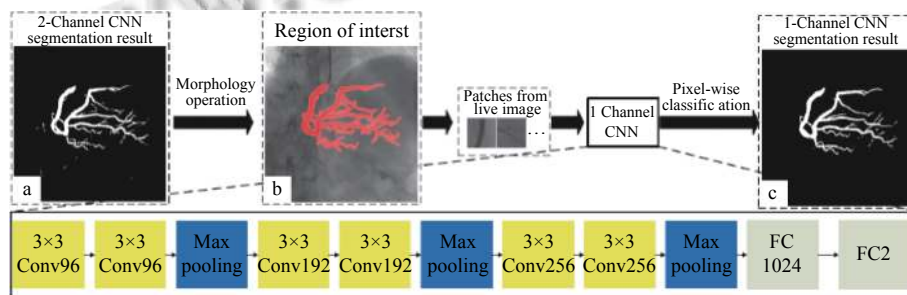 2-Channel CNN
segmentation result
Region of interst
1-Channel CNN
segmentation result
Morphology
operation
Patches from
live image
...
1 Channel
CNN
Pixel-wise
classific ation
a
b
c
3×3
Conv96
3×3
Conv96
Max
pooling
3×3
Conv192
3×3
Conv192
Max
pooling
3×3
Conv256
3×3
Conv256
Max
pooling
FC
1024
FC2